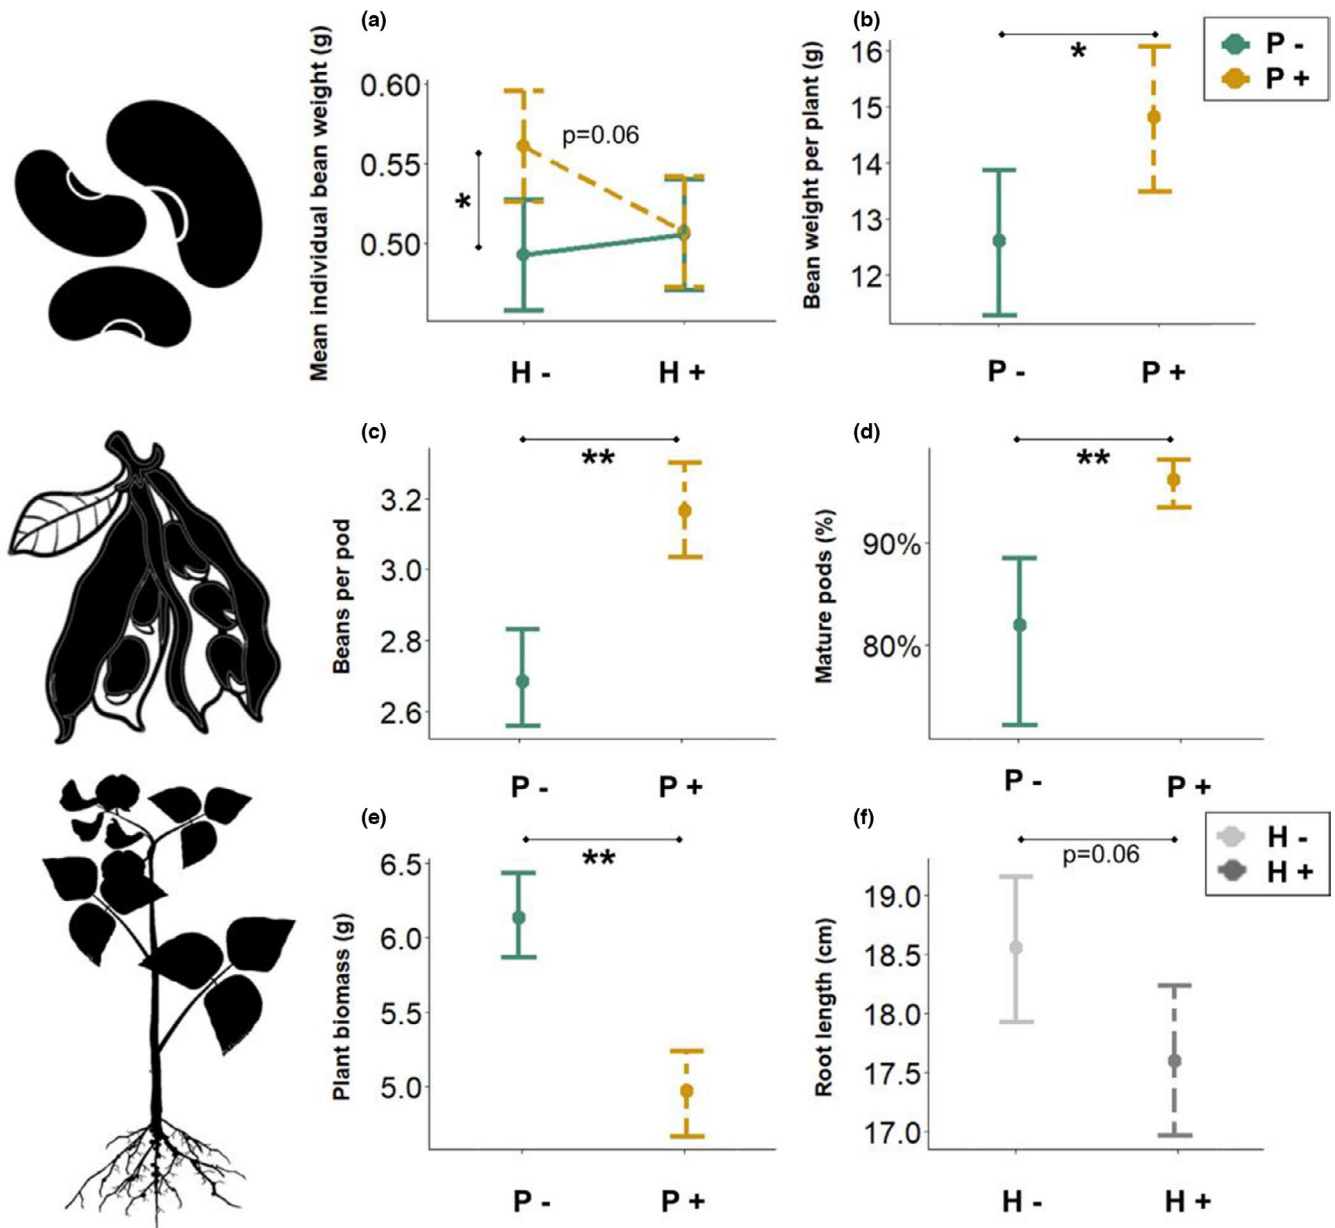 (a)
Mean individual bean weight (g)
0.60
0.55
0.50
p=0.06
*
H - H +
(b)
Bean weight per plant (g)
16
15
14
13
12
*
P - P +
P -
P +
(c)
Beans per pod
3.2
3.0
2.8
2.6
**
P - P +
(d)
Mature pods (%)
90%
80%
**
P - P +
(e)
Plant biomass (g)
6.5
6.0
5.5
5.0
**
P - P +
(f)
Root length (cm)
19.0
18.5
18.0
17.5
17.0
p=0.06
H - H +
H -
H +